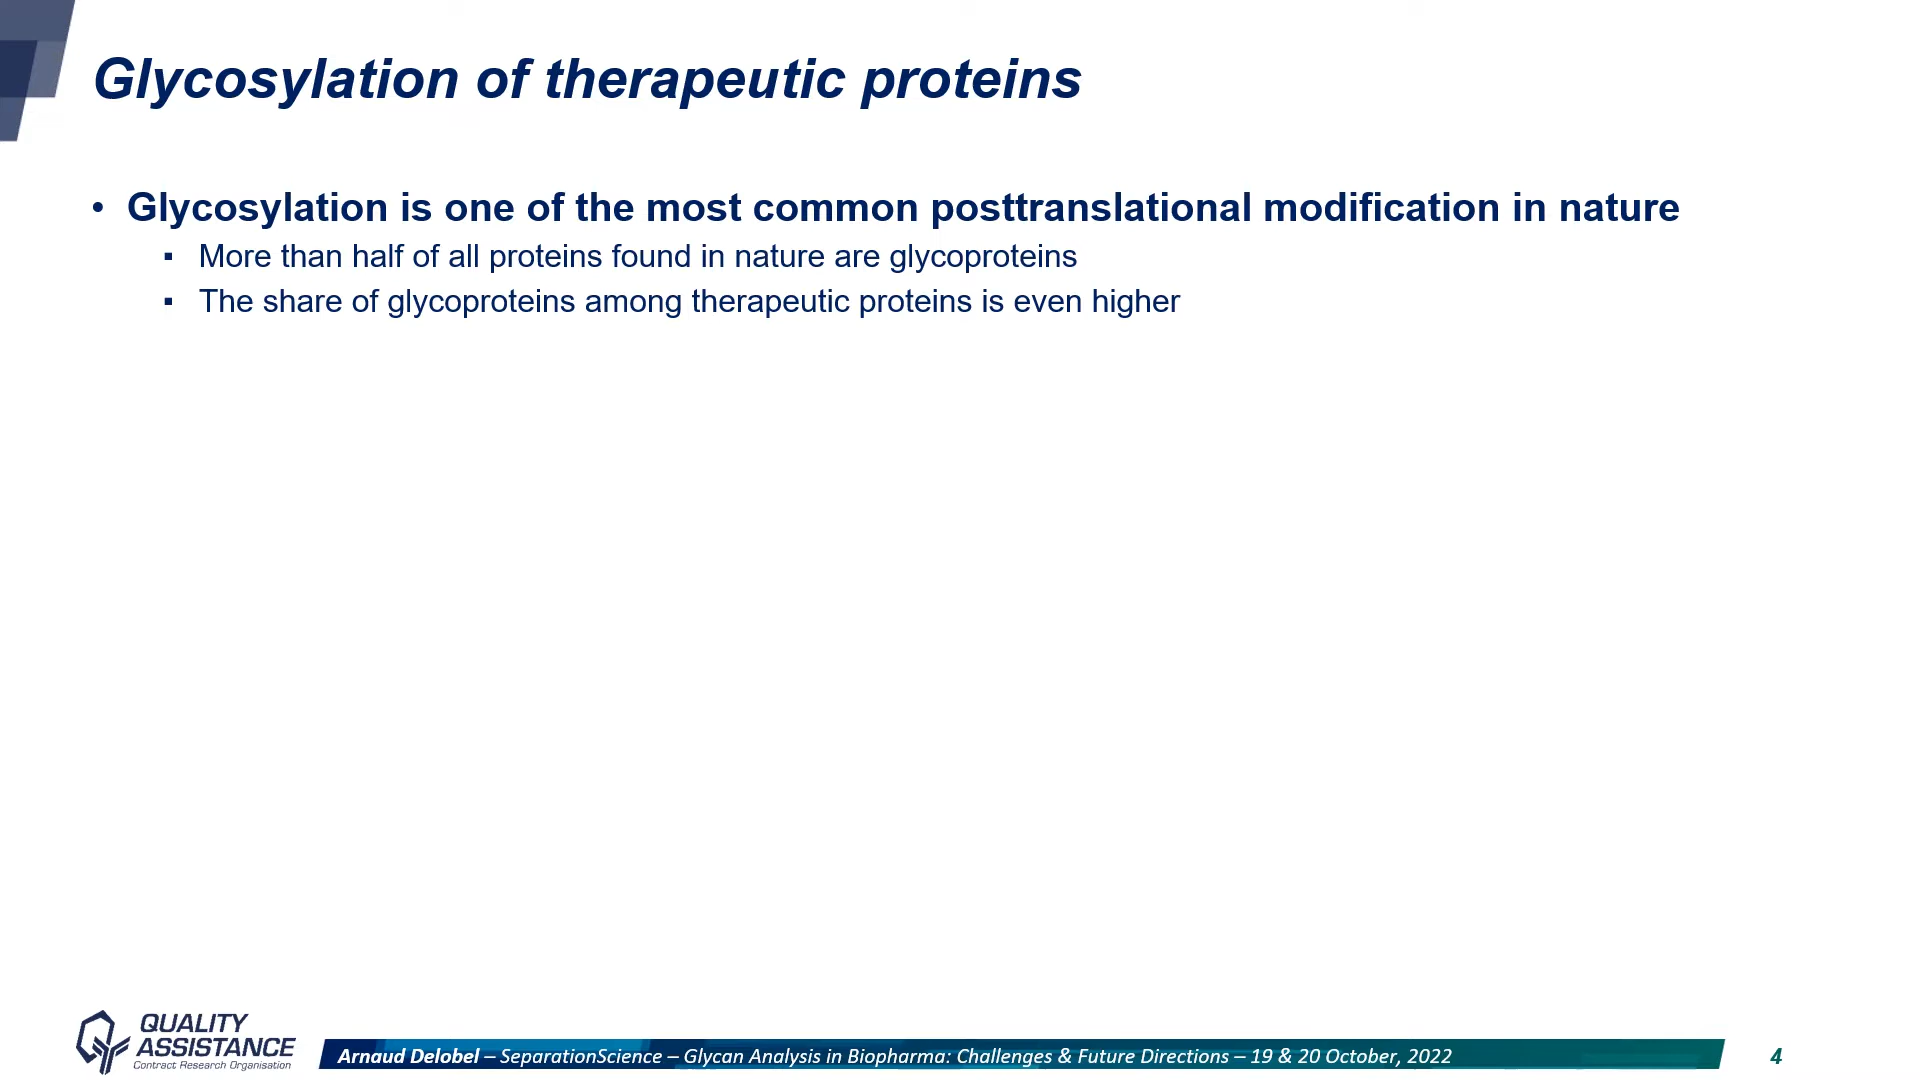 Glycosylation of therapeutic proteins
• Glycosylation is one of the most common posttranslational modification in nature
▪ More than half of all proteins found in nature are glycoproteins
▪ The share of glycoproteins among therapeutic proteins is even higher
QUALITY
ASSISTANCE
Contract Research Organisation
Arnaud Delobel – SeparationScience – Glycan Analysis in Biopharma: Challenges & Future Directions – 19 & 20 October, 2022
4